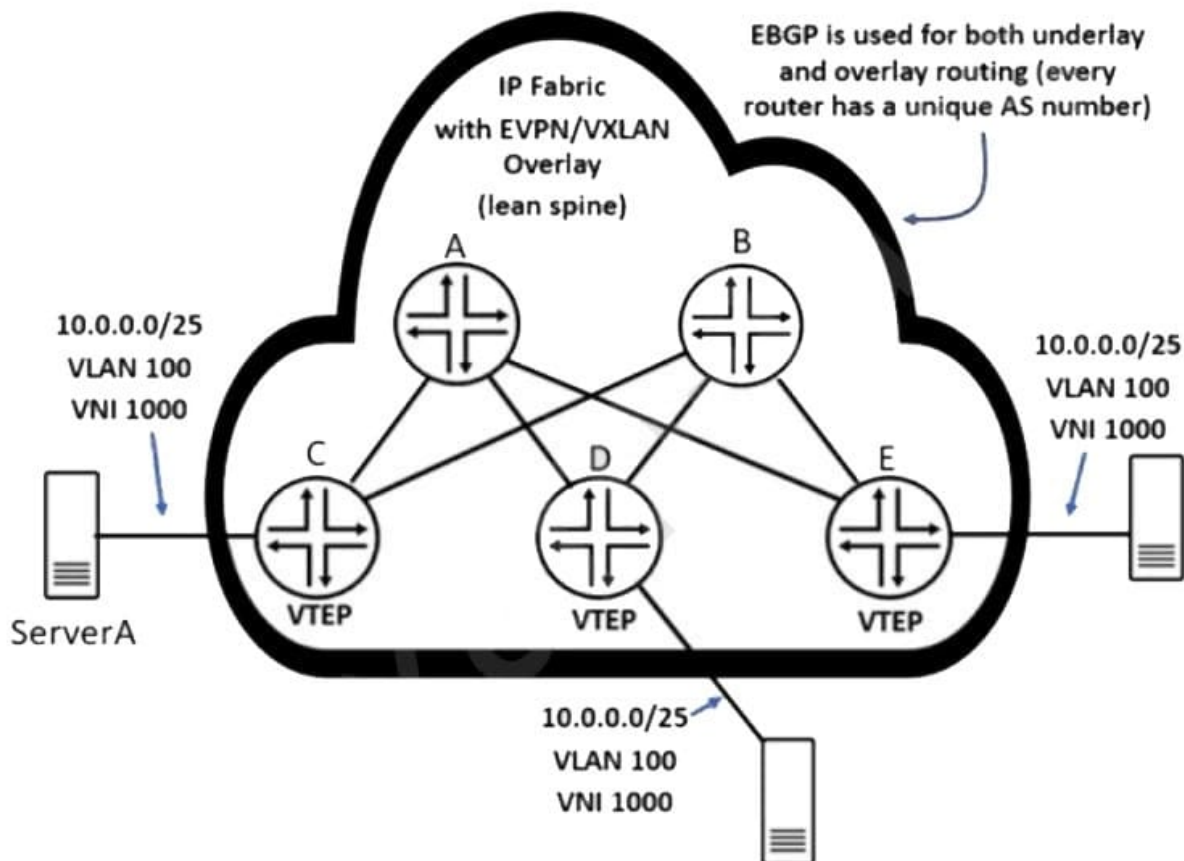 EBGP is used for both underlay
and overlay routing (every
router has a unique AS number)
IP Fabric
with EVPN/VXLAN
Overlay
(lean spine)
A
B
10.0.0.0/25
VLAN 100
VNI 1000
10.0.0.0/25
VLAN 100
VNI 1000
C
D
E
VTEP
VTEP
VTEP
ServerA
10.0.0.0/25
VLAN 100
VNI 1000